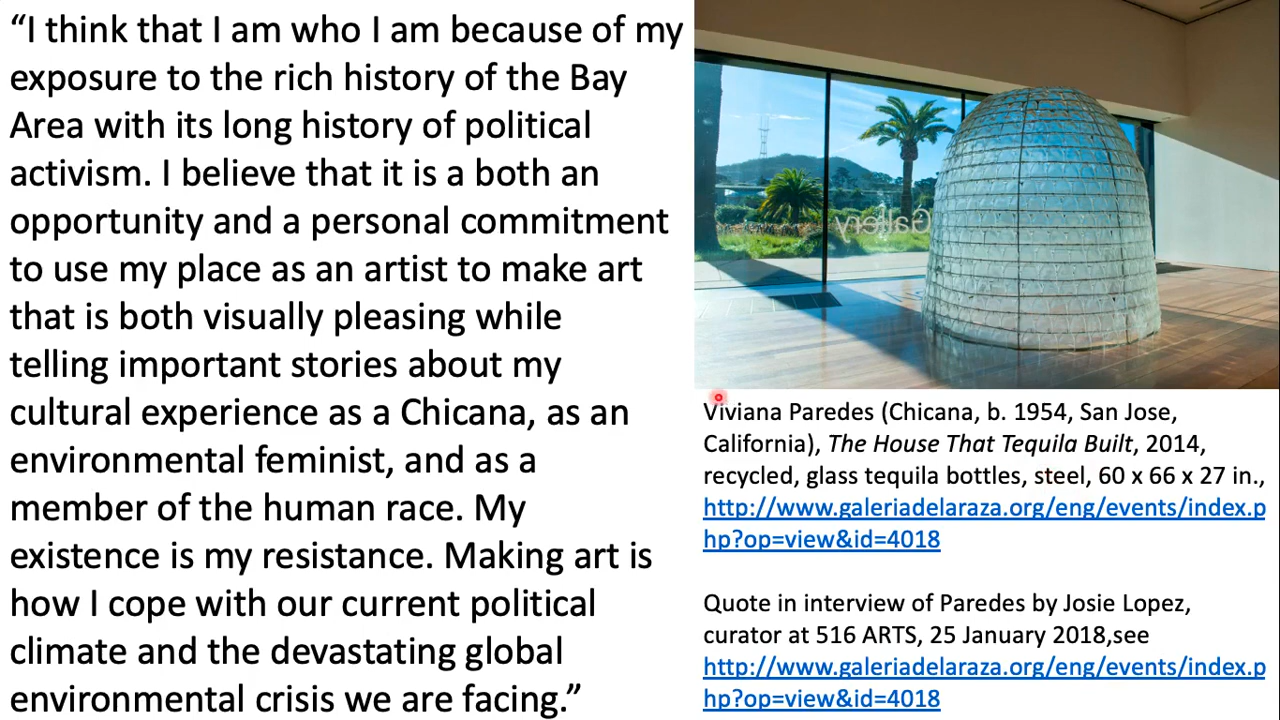 “I think that I am who I am because of my
exposure to the rich history of the Bay
Area with its long history of political
activism. I believe that it is a both an
opportunity and a personal commitment
to use my place as an artist to make art
that is both visually pleasing while
telling important stories about my
cultural experience as a Chicana, as an
environmental feminist, and as a
member of the human race. My
existence is my resistance. Making art is
how I cope with our current political
climate and the devastating global
environmental crisis we are facing.”
Gallery
Viviana Paredes (Chicana, b. 1954, San Jose,
California), The House That Tequila Built, 2014,
recycled, glass tequila bottles, steel, 60 x 66 x 27 in.,
http://www.galeriadelaraza.org/eng/events/index.p
hp?op=view&id=4018
Quote in interview of Paredes by Josie Lopez,
curator at 516 ARTS, 25 January 2018,see
http://www.galeriadelaraza.org/eng/events/index.p
hp?op=view&id=4018